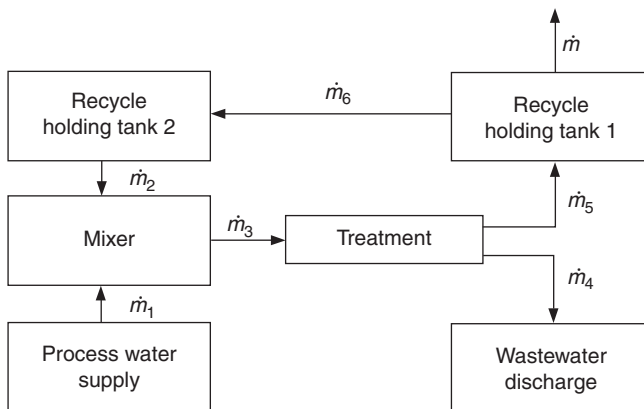 ṁ
Recycle
holding tank 2
ṁ6
Recycle
holding tank 1
ṁ2
Mixer
ṁ3
Treatment
ṁ5
ṁ4
ṁ1
Process water
supply
Wastewater
discharge